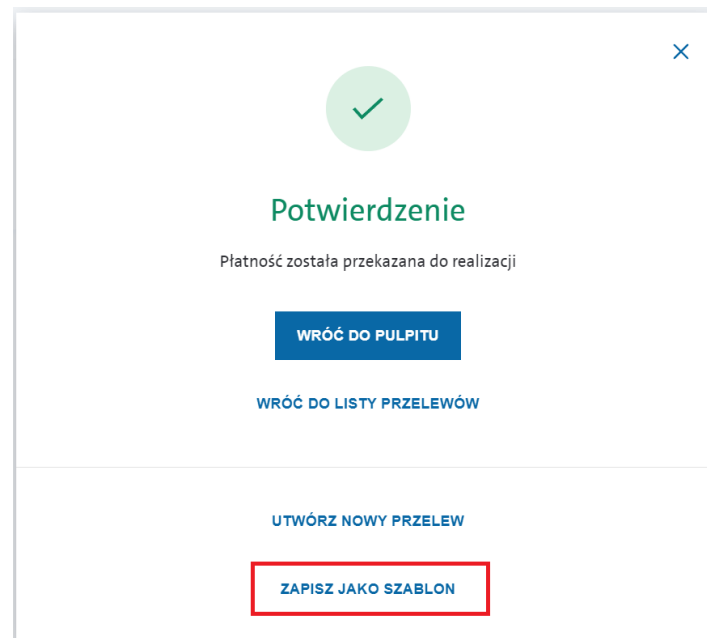 Potwierdzenie
Płatność została przekazana do realizacji
WRÓĆ DO PULPITU
WRÓĆ DO LISTY PRZELEWÓW
UTWÓRZ NOWY PRZELEW
ZAPISZ JAKO SZABLON